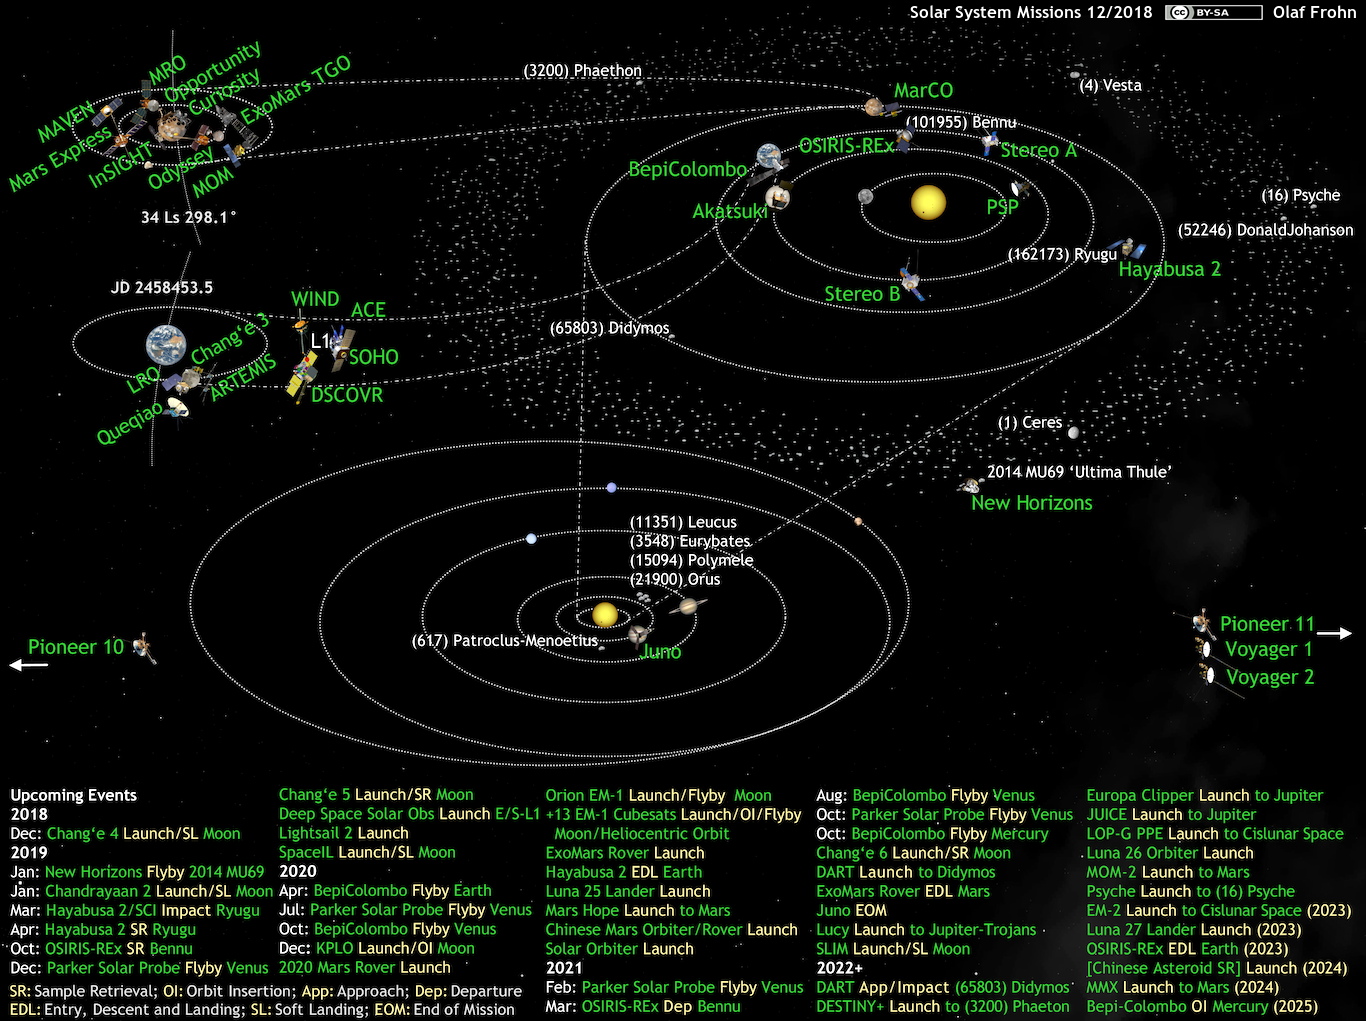 Solar System Missions 12/2018 cc BY-SA Olaf Frohn
MRO
Opportunity
Curiosity
ExoMars TGO
MAVEN
Mars Express
InSIGHT
Odyssey
MOM
34 Ls 298.1°
(3200) Phaethon
(4) Vesta
MarCO
(101955) Bennu
OSIRIS-REx
Stereo A
BepiColombo
Akatsuki
PSP
(16) Psyche
(52246) DonaldJohanson
(162173) Ryugu
Hayabusa 2
Stereo B
JD 2458453.5
WIND
ACE
L1
SOHO
DSCOVR
Chang‘e 3
LRO
ARTEMIS
Queqiao
(65803) Didymos
(1) Ceres
2014 MU69 ‘Ultima Thule’
New Horizons
(11351) Leucus
(3548) Eurybates
(15094) Polymele
(21900) Orus
(617) Patroclus-Menoetius
Juno
Pioneer 10
Pioneer 11
Voyager 1
Voyager 2
Upcoming Events
2018
Dec: Chang‘e 4 Launch/SL Moon
2019
Jan: New Horizons Flyby 2014 MU69
Jan: Chandrayaan 2 Launch/SL Moon
Mar: Hayabusa 2/SCI Impact Ryugu
Apr: Hayabusa 2 SR Ryugu
Oct: OSIRIS-REx SR Bennu
Dec: Parker Solar Probe Flyby Venus
SR: Sample Retrieval; OI: Orbit Insertion; App: Approach; Dep: Departure
EDL: Entry, Descent and Landing; SL: Soft Landing; EOM: End of Mission
Chang‘e 5 Launch/SR Moon
Deep Space Solar Obs Launch E/S-L1
Lightsail 2 Launch
SpaceIL Launch/SL Moon
2020
Apr: BepiColombo Flyby Earth
Jul: Parker Solar Probe Flyby Venus
Oct: BepiColombo Flyby Venus
Dec: KPLO Launch/OI Moon
2020 Mars Rover Launch
Orion EM-1 Launch/Flyby Moon
+13 EM-1 Cubesats Launch/OI/Flyby
Moon/Heliocentric Orbit
ExoMars Rover Launch
Hayabusa 2 EDL Earth
Luna 25 Lander Launch
Mars Hope Launch to Mars
Chinese Mars Orbiter/Rover Launch
Solar Orbiter Launch
2021
Feb: Parker Solar Probe Flyby Venus
Mar: OSIRIS-REx Dep Bennu
Aug: BepiColombo Flyby Venus
Oct: Parker Solar Probe Flyby Venus
Oct: BepiColombo Flyby Mercury
Chang‘e 6 Launch/SR Moon
DART Launch to Didymos
ExoMars Rover EDL Mars
Juno EOM
Lucy Launch to Jupiter-Trojans
SLIM Launch/SL Moon
2022+
DART App/Impact (65803) Didymos
DESTINY+ Launch to (3200) Phaeton
Europa Clipper Launch to Jupiter
JUICE Launch to Jupiter
LOP-G PPE Launch to Cislunar Space
Luna 26 Orbiter Launch
MOM-2 Launch to Mars
Psyche Launch to (16) Psyche
EM-2 Launch to Cislunar Space (2023)
Luna 27 Lander Launch (2023)
OSIRIS-REx EDL Earth (2023)
[Chinese Asteroid SR] Launch (2024)
MMX Launch to Mars (2024)
Bepi-Colombo OI Mercury (2025)